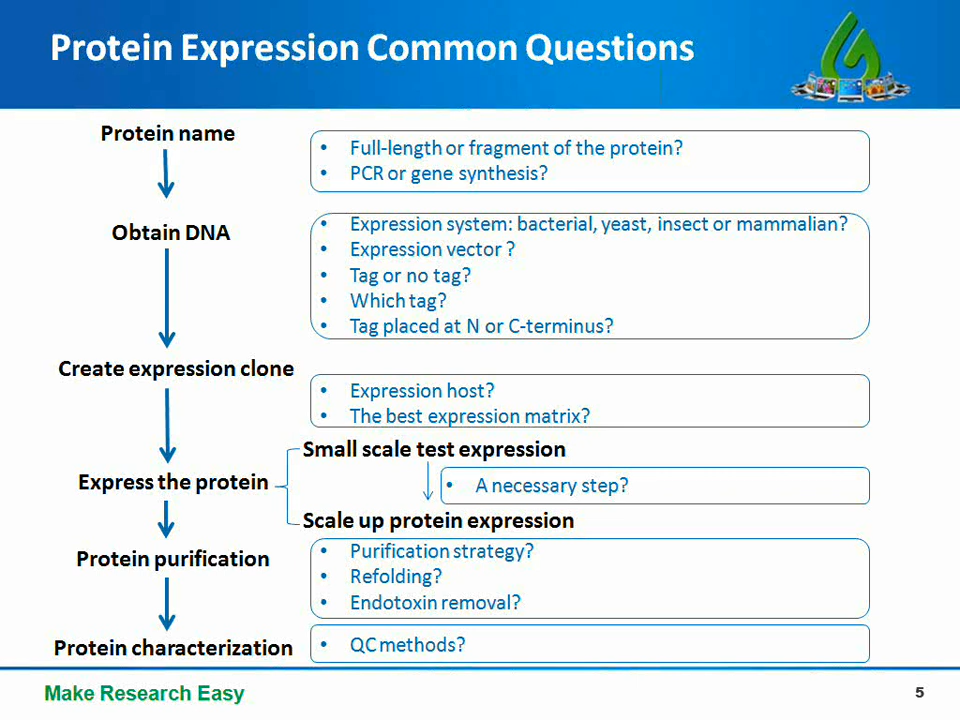 Protein Expression Common Questions
Protein name
• Full-length or fragment of the protein?
• PCR or gene synthesis?
Obtain DNA
• Expression system: bacterial, yeast, insect or mammalian?
• Expression vector ?
• Tag or no tag?
• Which tag?
• Tag placed at N or C-terminus?
Create expression clone
• Expression host?
• The best expression matrix?
Express the protein
Small scale test expression
• A necessary step?
Scale up protein expression
Protein purification
• Purification strategy?
• Refolding?
• Endotoxin removal?
Protein characterization
• QC methods?
Make Research Easy
5